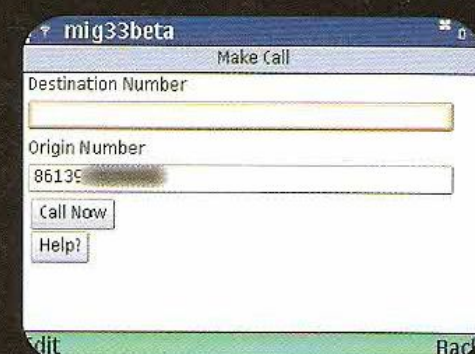 mig33beta
Make Call
Destination Number
Origin Number
86139
Call Now
Help?